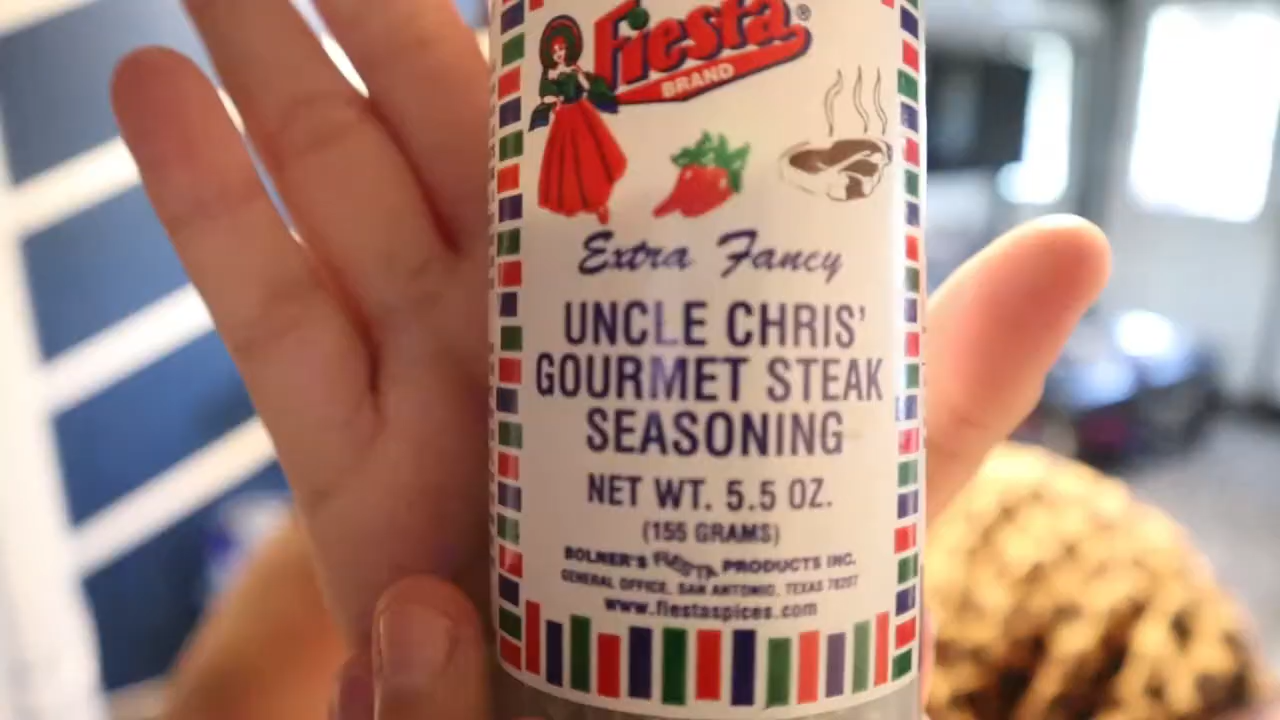 Fiesta®
BRAND
Extra Fancy
UNCLE CHRIS'
GOURMET STEAK
SEASONING
NET WT. 5.5 OZ.
(155 GRAMS)
BOLNER'S FIESTA PRODUCTS INC.
GENERAL OFFICE, SAN ANTONIO, TEXAS 78207
www.fiestaspices.com